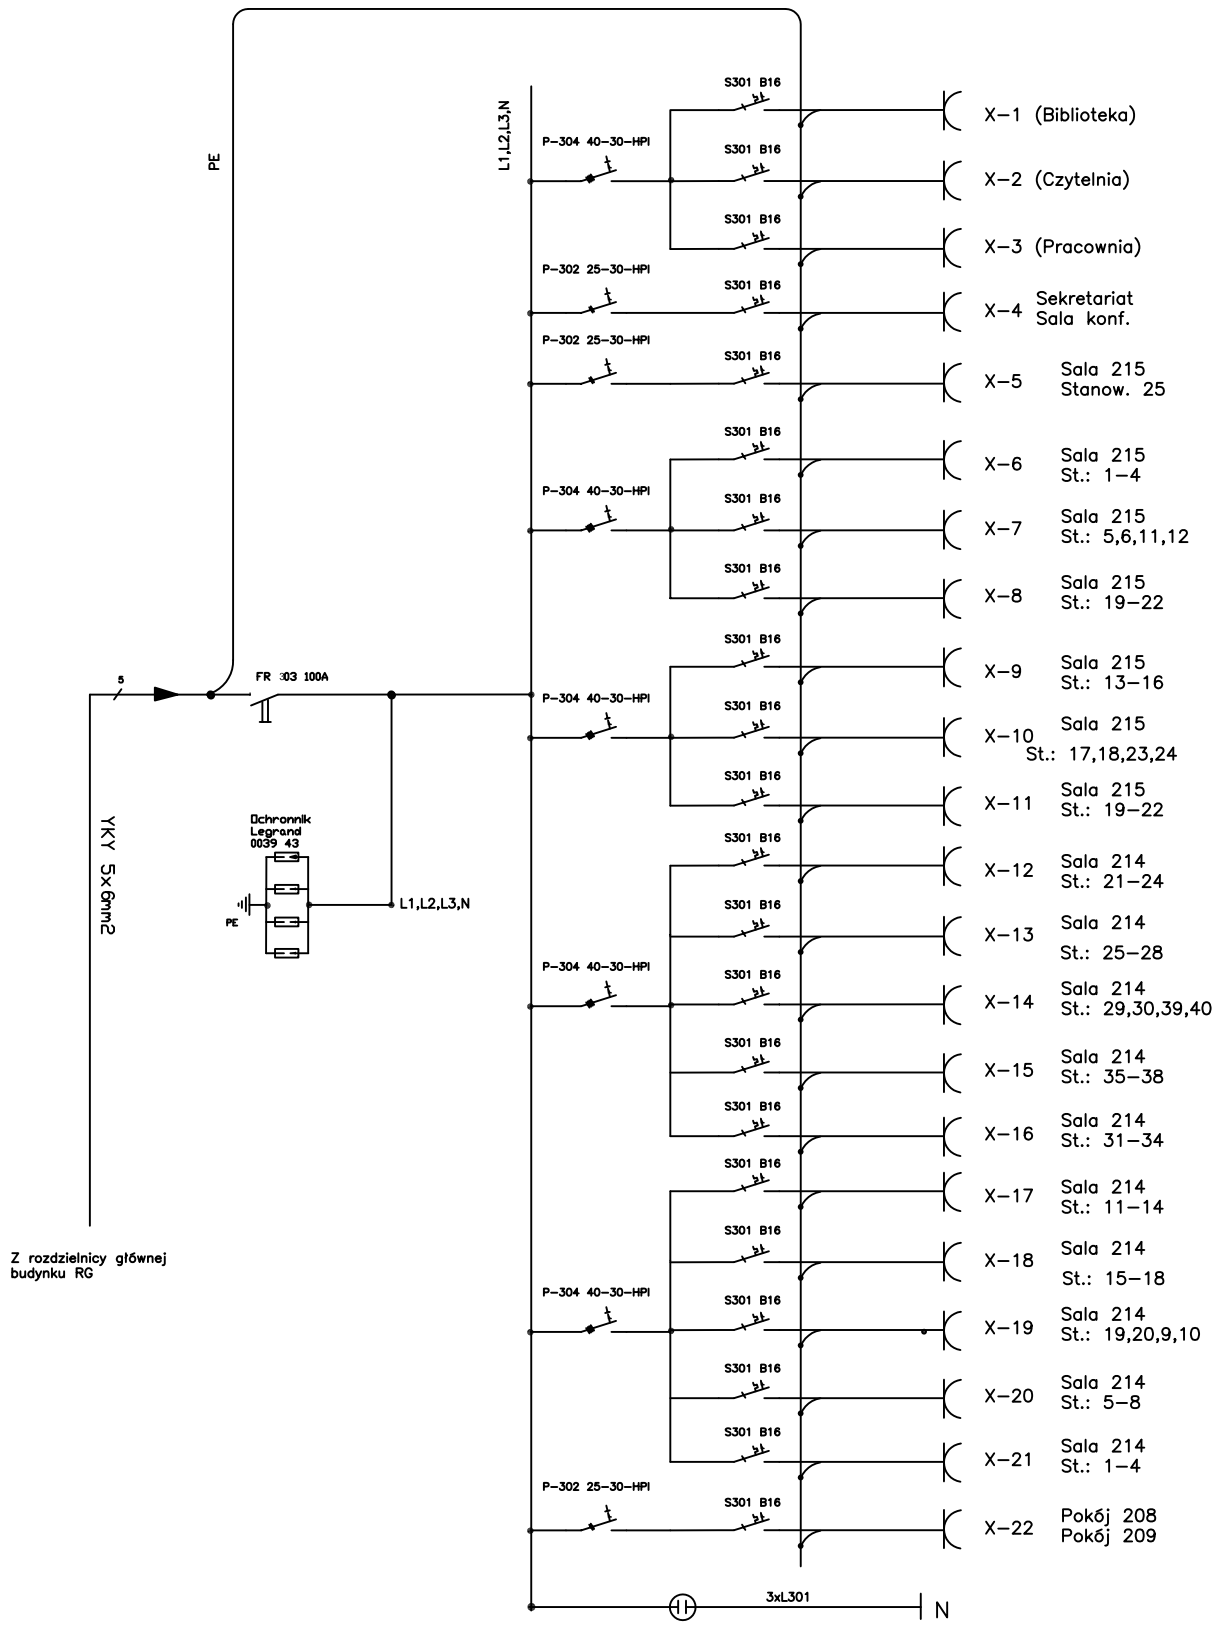 S301 B16
L1,L2,L3,N
X-1 (Biblioteka)
P-304 40-30-HPI
S301 B16
PE
X-2 (Czytelnia)
S301 B16
X-3 (Pracownia)
P-302 25-30-HPI
S301 B16
X-4 Sekretariat
Sala konf.
P-302 25-30-HPI
S301 B16
X-5 Sala 215
Stanow. 25
S301 B16
X-6 Sala 215
St.: 1-4
P-304 40-30-HPI
S301 B16
X-7 Sala 215
St.: 5,6,11,12
S301 B16
X-8 Sala 215
St.: 19-22
S301 B16
X-9 Sala 215
St.: 13-16
5
FR 303 100A
P-304 40-30-HPI
S301 B16
X-10 Sala 215
St.: 17,18,23,24
S301 B16
X-11 Sala 215
St.: 19-22
YKY 5x6mm2
Ochronnik
Legrand
0039 43
S301 B16
X-12 Sala 214
St.: 21-24
L1,L2,L3,N
PE
S301 B16
X-13 Sala 214
St.: 25-28
P-304 40-30-HPI
S301 B16
X-14 Sala 214
St.: 29,30,39,40
S301 B16
X-15 Sala 214
St.: 35-38
S301 B16
X-16 Sala 214
St.: 31-34
S301 B16
X-17 Sala 214
St.: 11-14
Z rozdzielnicy głównej
budynku RG
S301 B16
X-18 Sala 214
St.: 15-18
P-304 40-30-HPI
S301 B16
X-19 Sala 214
St.: 19,20,9,10
S301 B16
X-20 Sala 214
St.: 5-8
S301 B16
X-21 Sala 214
St.: 1-4
P-302 25-30-HPI
S301 B16
X-22 Pokój 208
Pokój 209
3xL301
N